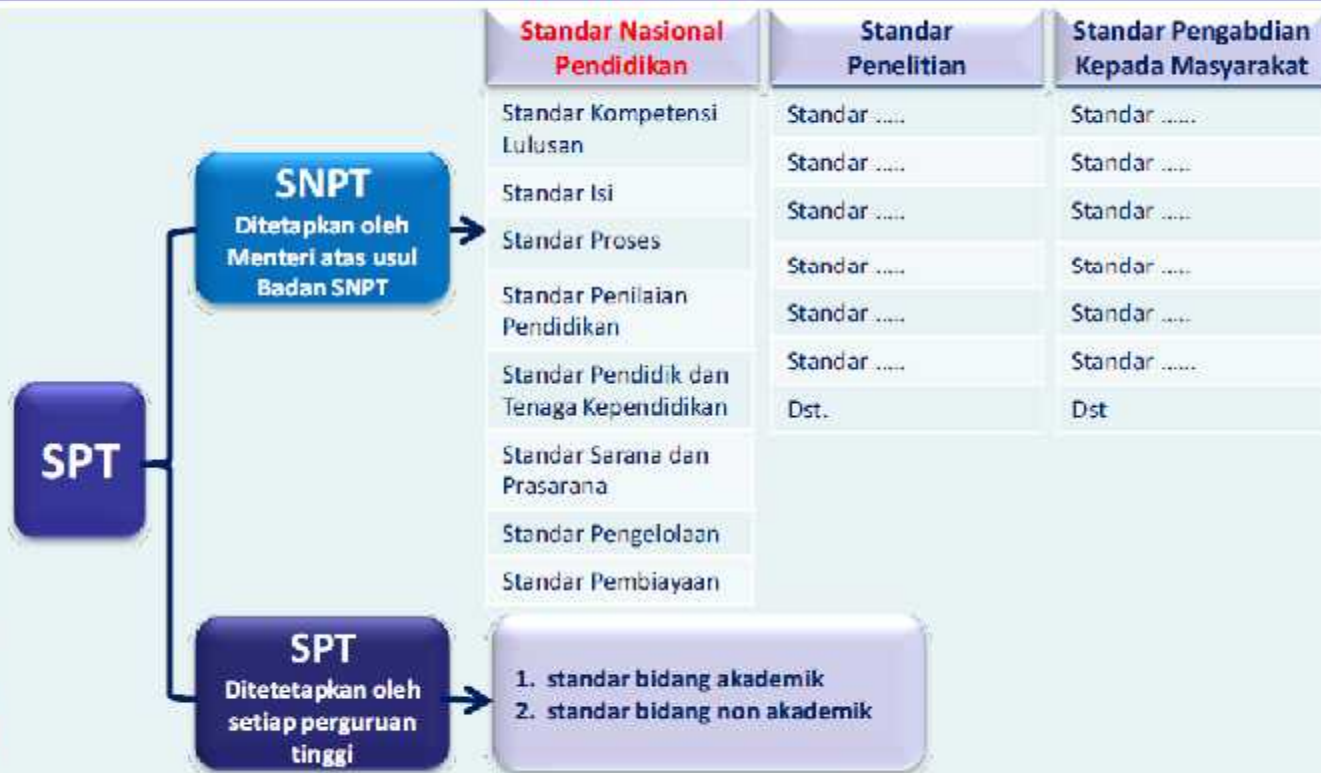 Standar Nasional
Pendidikan
Standar Kompetensi
Lulusan
Standar Isi
Standar Proses
Standar Penilaian
Pendidikan
Standar Pendidik dan
Tenaga Kependidikan
Standar Sarana dan
Prasarana
Standar Pengelolaan
Standar Pembiayaan
Standar
Penelitian
Standar .....
Standar .....
Standar .....
Standar .....
Standar .....
Standar .....
Dst.
Standar Pengabdian
Kepada Masyarakat
Standar ......
Standar .....
Standar .....
Standar .....
Standar .....
Standar ......
Dst
SNPT
Ditetapkan oleh
Menteri atas usul
Badan SNPT
SPT
SPT
Ditetetapkan oleh
setiap perguruan
tinggi
1. standar bidang akademik
2. standar bidang non akademik